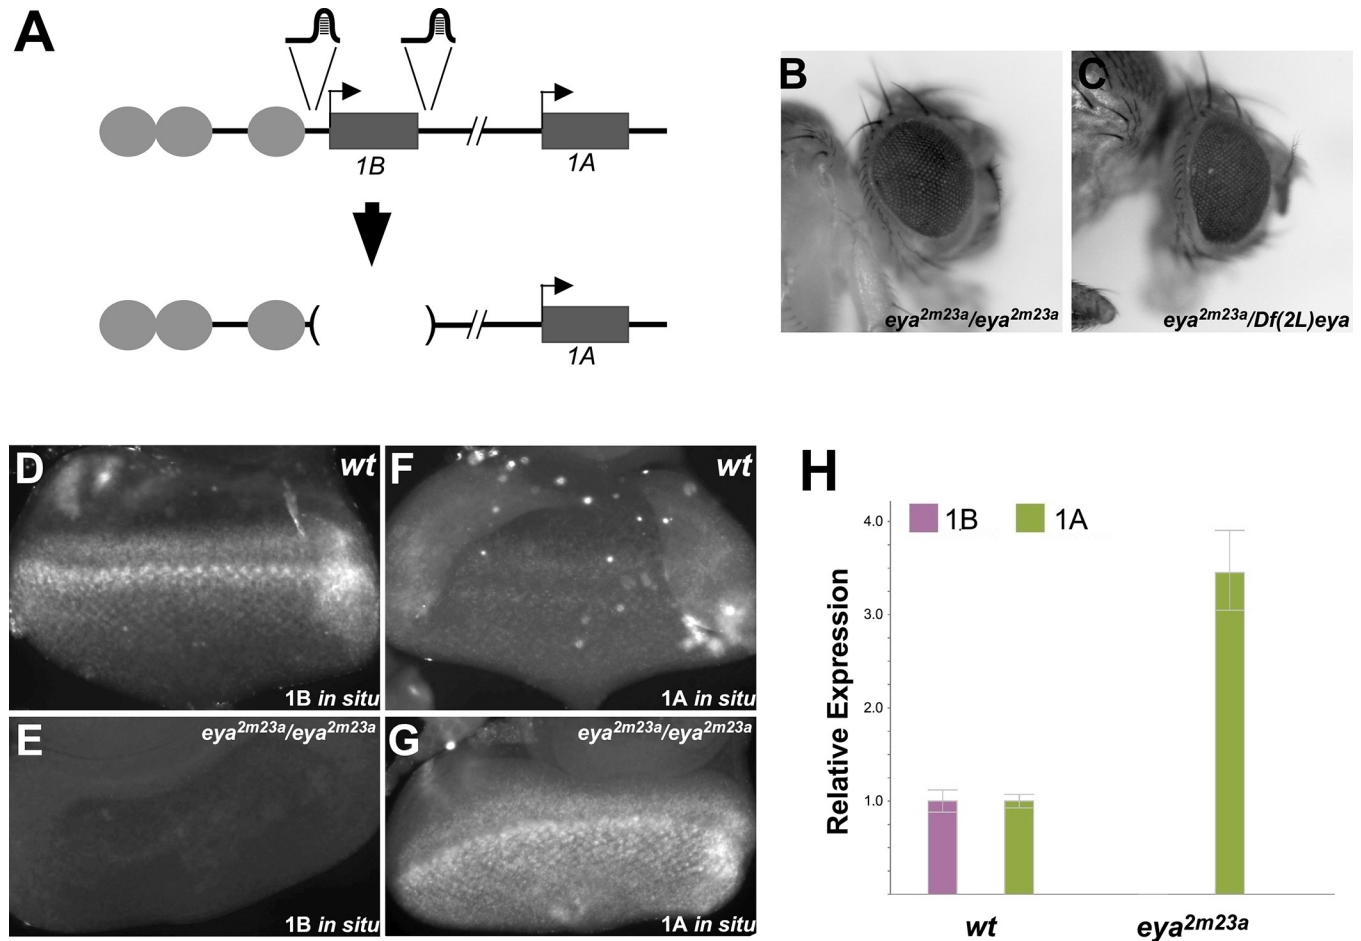 A
1B
1A
1A
B
eya2m23a/eya2m23a
C
eya2m23a/Df(2L)eya
D
wt
1B in situ
F
wt
1A in situ
E
eya2m23a/eya2m23a
1B in situ
G
eya2m23a/eya2m23a
1A in situ
H
1B
1A
Relative Expression
4.0
3.0
2.0
1.0
wt
eya2m23a